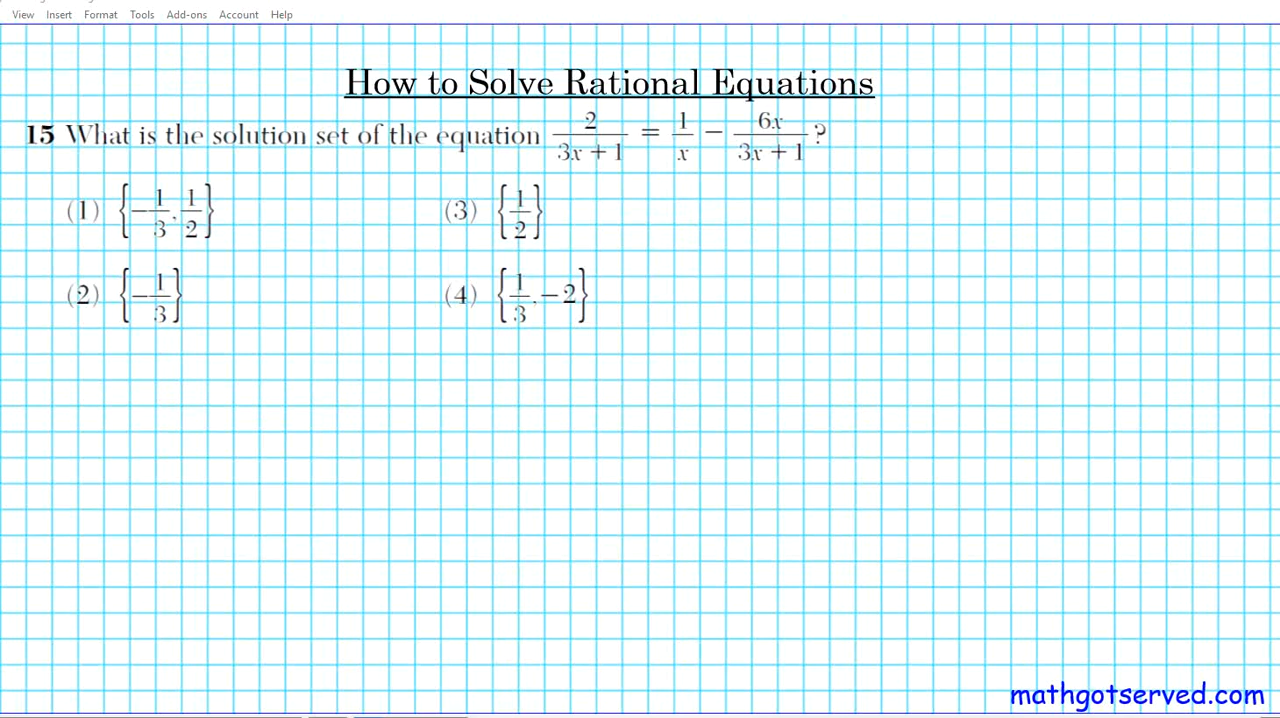 View Insert Format Tools Add-ons Account Help
How to Solve Rational Equations
15 What is the solution set of the equation 2/(3x + 1) = 1/x − 6x/(3x + 1) ?
(1) {−1/3, 1/2} (3) {1/2}
(2) {−1/3} (4) {1/3, −2}
mathgotserved.com